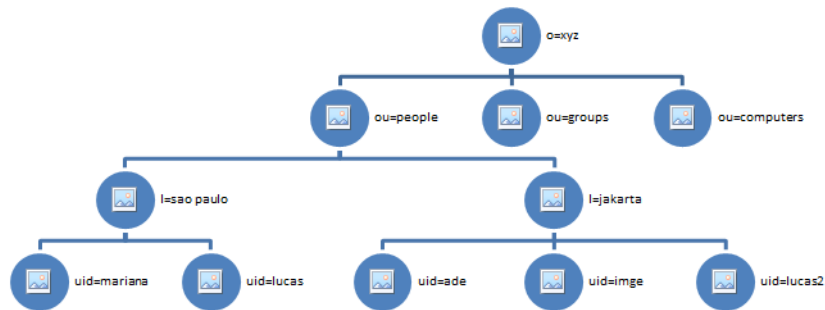 o=xyz
ou=people
ou=groups
ou=computers
l=sao paulo
l=jakarta
uid=mariana
uid=lucas
uid=ade
uid=imge
uid=lucas2